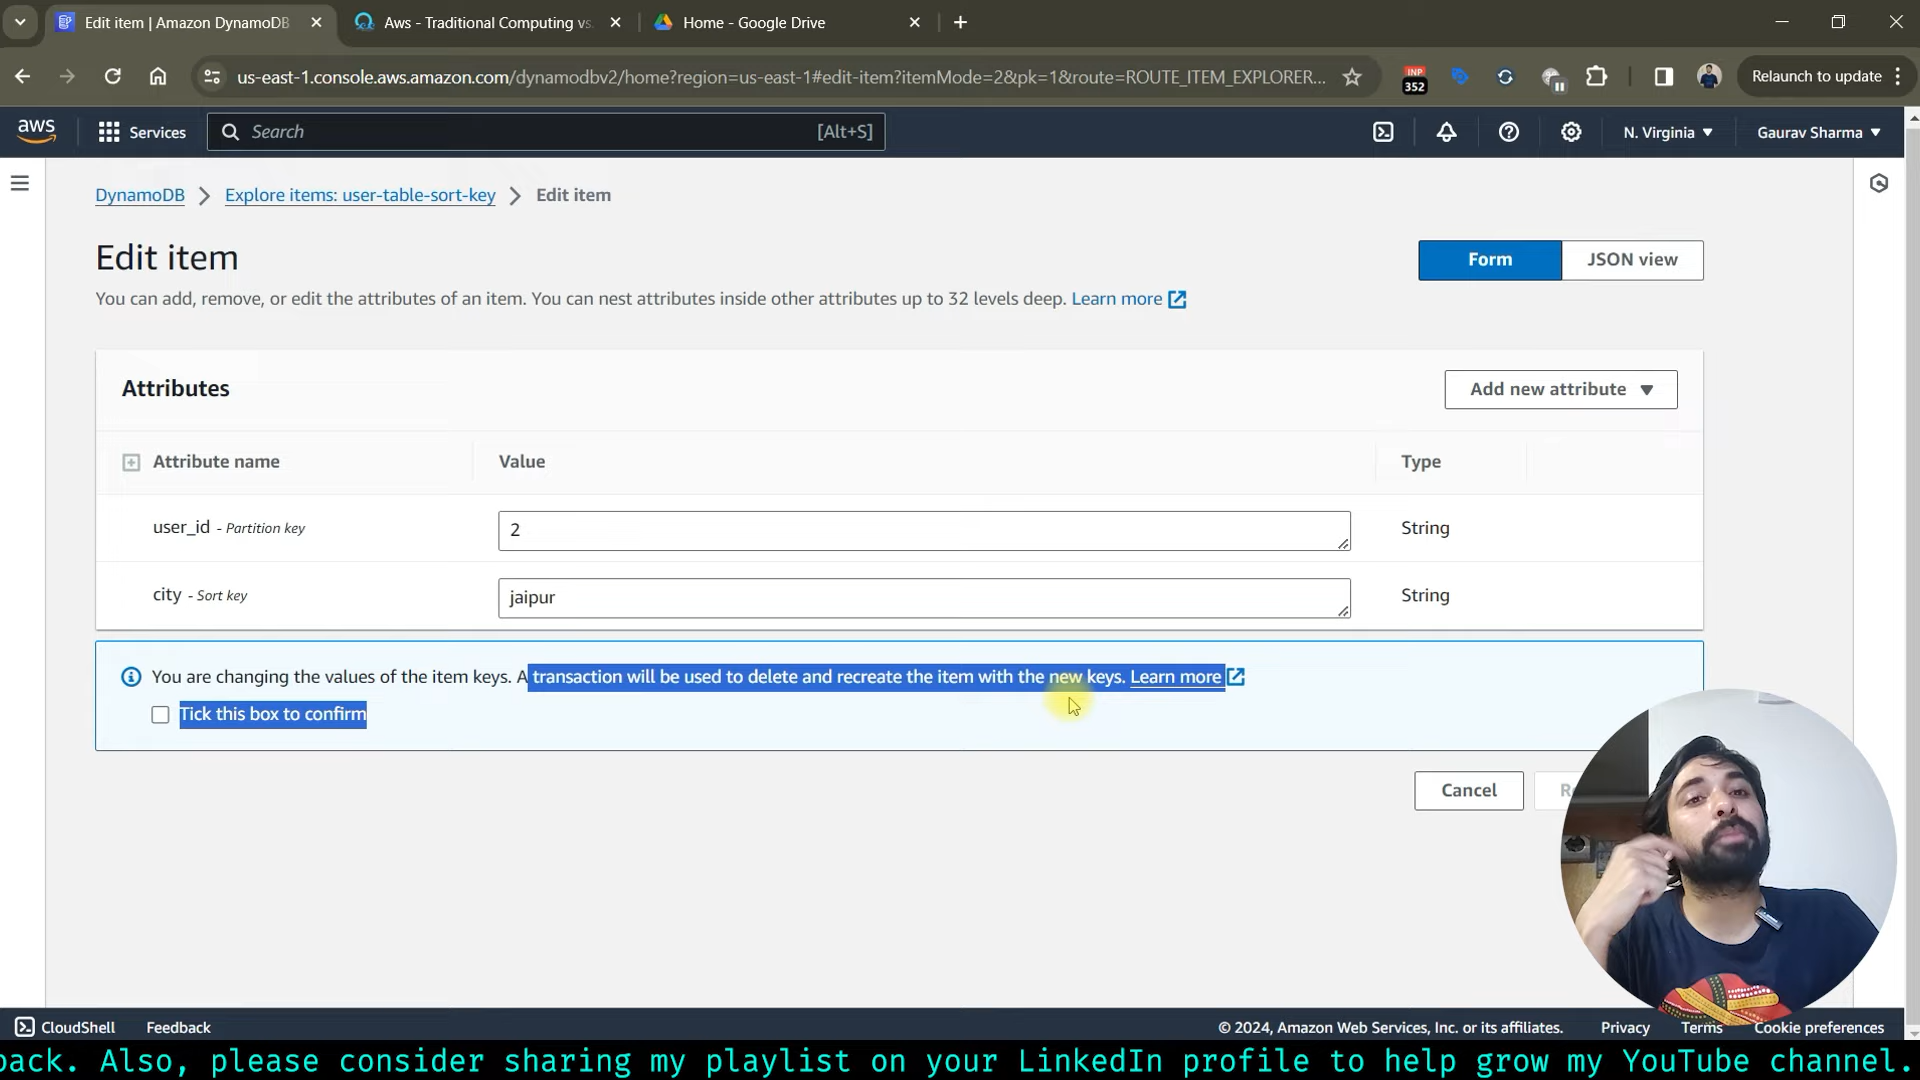 Edit item | Amazon DynamoDB
Aws - Traditional Computing vs.
Home - Google Drive
us-east-1.console.aws.amazon.com/dynamodbv2/home?region=us-east-1#edit-item?itemMode=2&pk=1&route=ROUTE_ITEM_EXPLORER...
INP
352
Relaunch to update
aws
Services
Search
[Alt+S]
N. Virginia
Gaurav Sharma
DynamoDB
Explore items: user-table-sort-key
Edit item
Edit item
Form
JSON view
You can add, remove, or edit the attributes of an item. You can nest attributes inside other attributes up to 32 levels deep. Learn more
Attributes
Add new attribute
Attribute name
Value
Type
user_id - Partition key
2
String
city - Sort key
jaipur
String
You are changing the values of the item keys. A transaction will be used to delete and recreate the item with the new keys. Learn more
Tick this box to confirm
Cancel
CloudShell
Feedback
© 2024, Amazon Web Services, Inc. or its affiliates.
Privacy
Terms
Cookie preferences
back. Also, please consider sharing my playlist on your LinkedIn profile to help grow my YouTube channel.